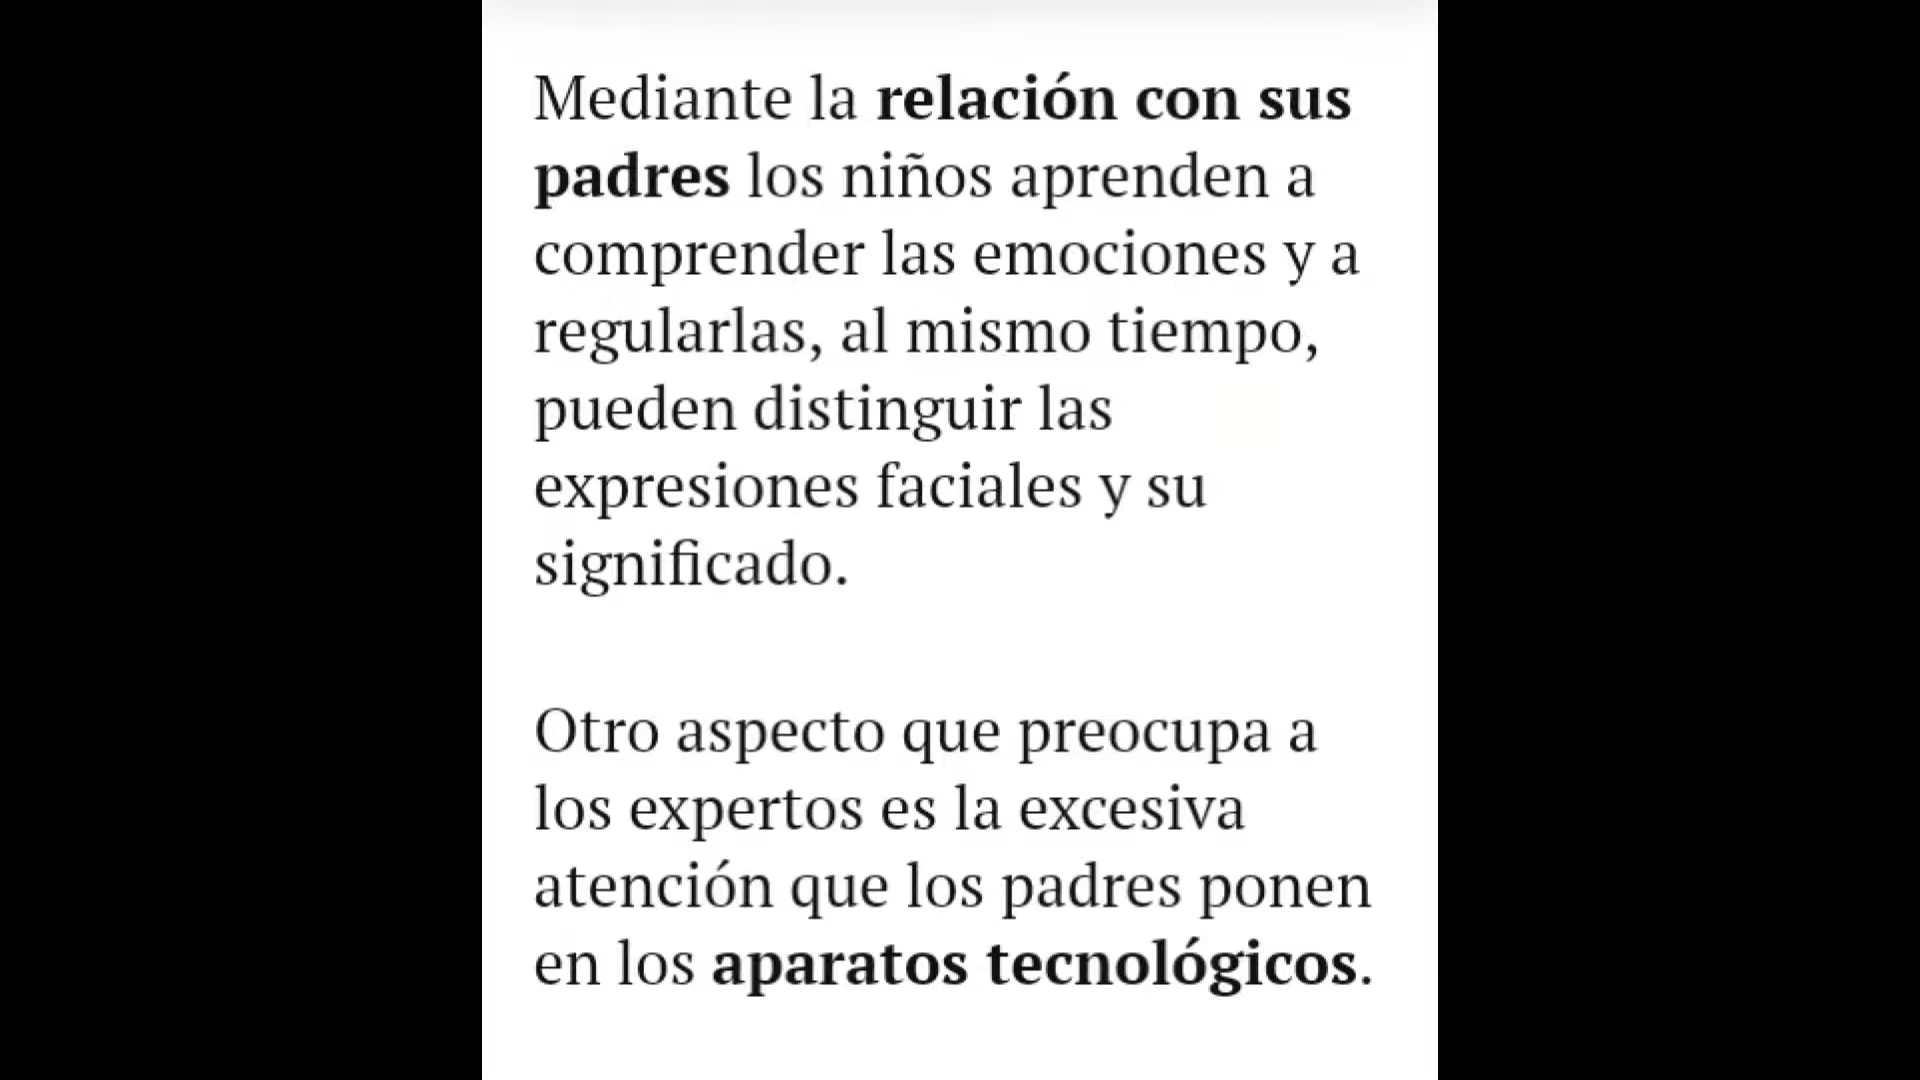 Mediante la relación con sus
padres los niños aprenden a
comprender las emociones y a
regularlas, al mismo tiempo,
pueden distinguir las
expresiones faciales y su
significado.
Otro aspecto que preocupa a
los expertos es la excesiva
atención que los padres ponen
en los aparatos tecnológicos.